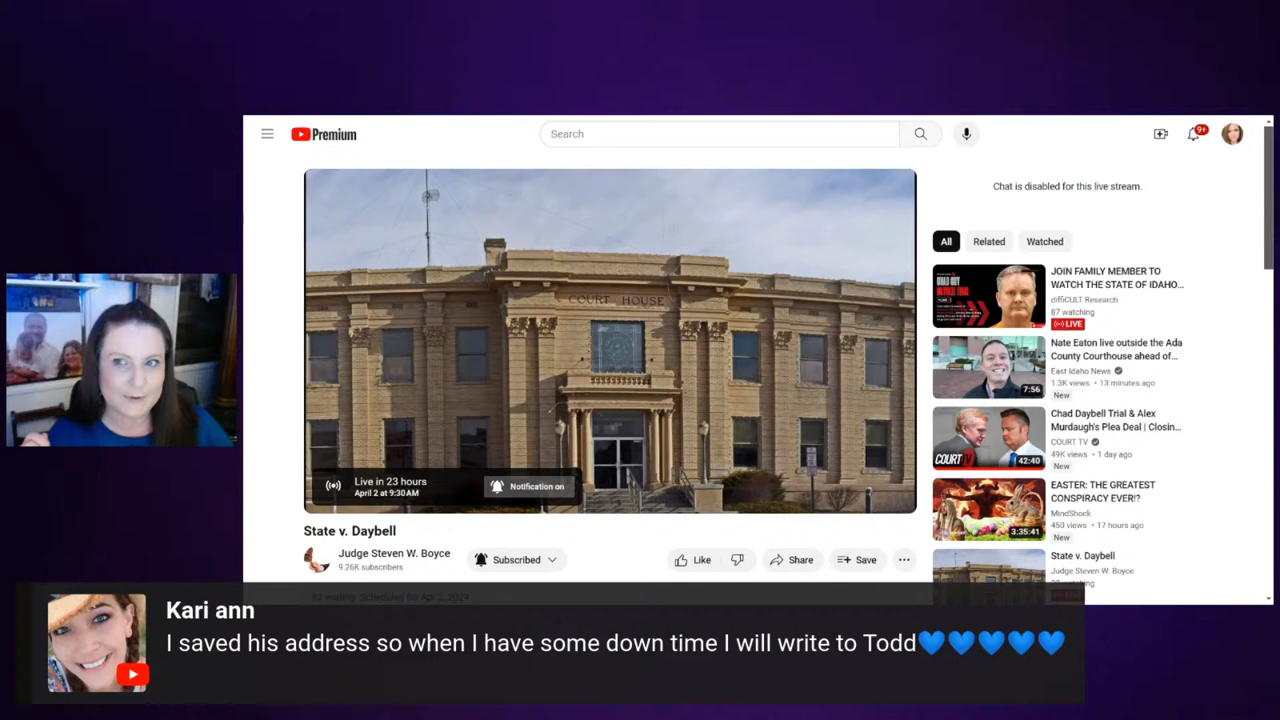 Premium
Search
9+
COURT HOUSE
Live in 23 hours
April 2 at 9:30AM
Notification on
State v. Daybell
Judge Steven W. Boyce
9.26K subscribers
Subscribed
Like
Share
Save
Chat is disabled for this live stream.
All
Related
Watched
JOIN FAMILY MEMBER TO
WATCH THE STATE OF IDAHO...
diffiCULT Research
87 watching
LIVE
Nate Eaton live outside the Ada
County Courthouse ahead of...
East Idaho News
1.3K views • 13 minutes ago
New
7:56
Chad Daybell Trial & Alex
Murdaugh's Plea Deal | Closin...
COURT TV
49K views • 1 day ago
New
COURT TV
42:40
EASTER: THE GREATEST
CONSPIRACY EVER!?
MindShock
450 views • 17 hours ago
New
3:35:41
State v. Daybell
Judge Steven W. Boyce
Kari ann
I saved his address so when I have some down time I will write to Todd💙💙💙💙💙